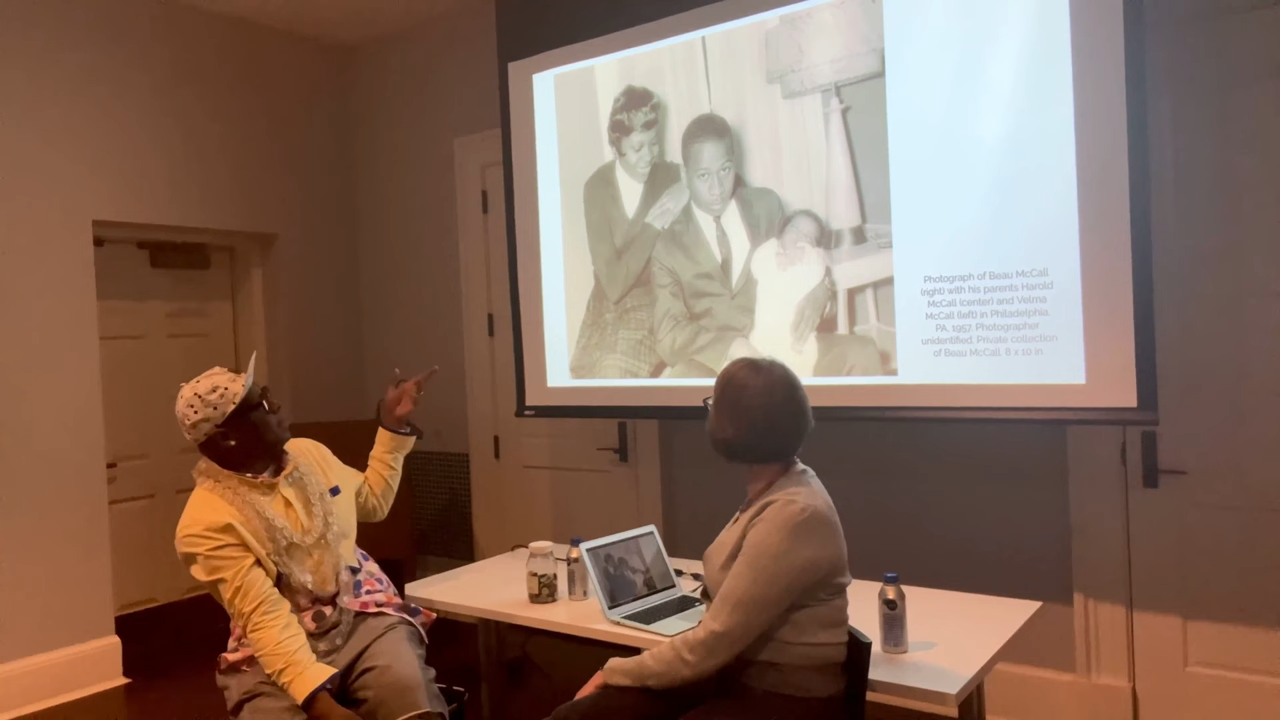 Photograph of Beau McCall
(right) with his parents Harold
McCall (center) and Velma
McCall (left) in Philadelphia,
PA, 1957. Photographer
unidentified. Private collection
of Beau McCall. 8 x 10 in